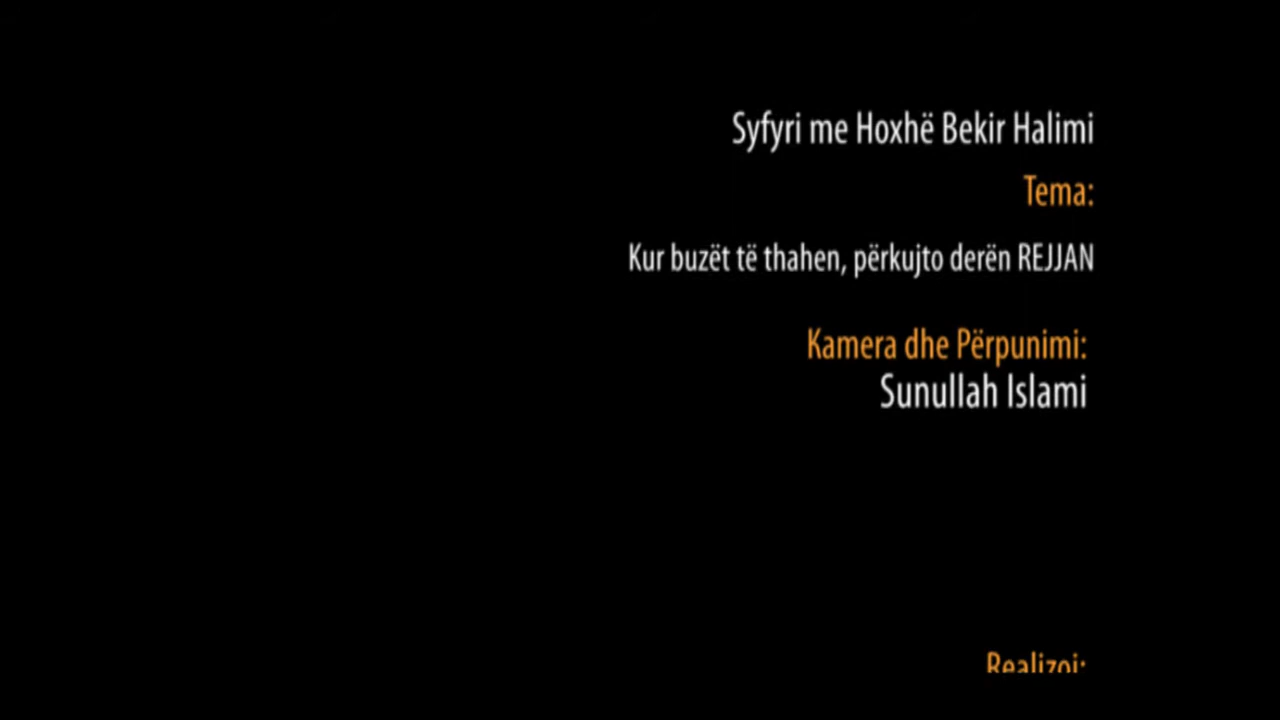 Syfyri me Hoxhë Bekir Halimi
Tema:
Kur buzët të thahen, përkujto derën REJJAN
Kamera dhe Përpunimi:
Sunullah Islami
Realizoi: